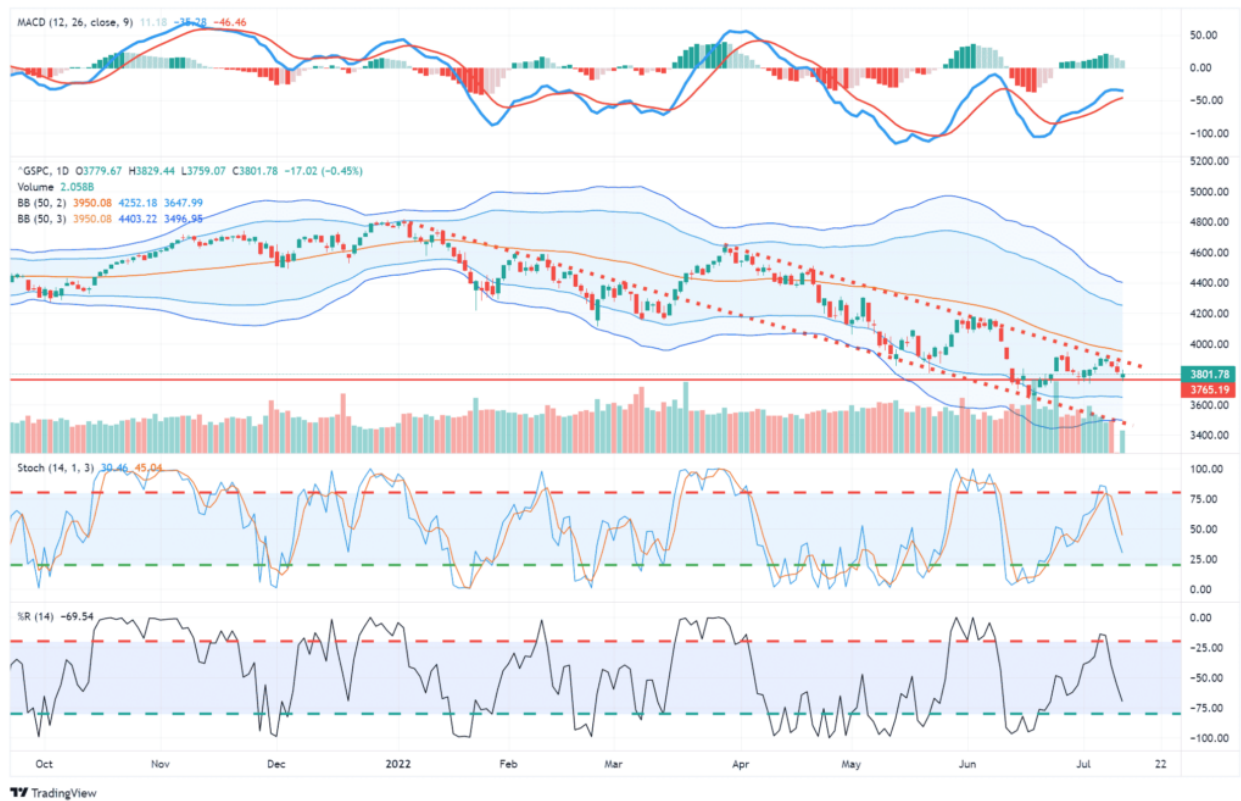 MACD (12, 26, close, 9) 11.18 −35.28 −46.46
50.00
0.00
−50.00
−100.00
^GSPC, 1D O3779.67 H3829.44 L3759.07 C3801.78 −17.02 (−0.45%)
Volume 2.058B
BB (50, 2) 3950.08 4252.18 3647.99
BB (50, 3) 3950.08 4403.22 3496.95
5200.00
5000.00
4800.00
4600.00
4400.00
4200.00
4000.00
3801.78
3765.19
3600.00
3400.00
Stoch (14, 1, 3) 30.46 45.04
100.00
75.00
50.00
25.00
0.00
%R (14) −69.54
0.00
−25.00
−50.00
−75.00
−100.00
Oct Nov Dec 2022 Feb Mar Apr May Jun Jul 22
TradingView